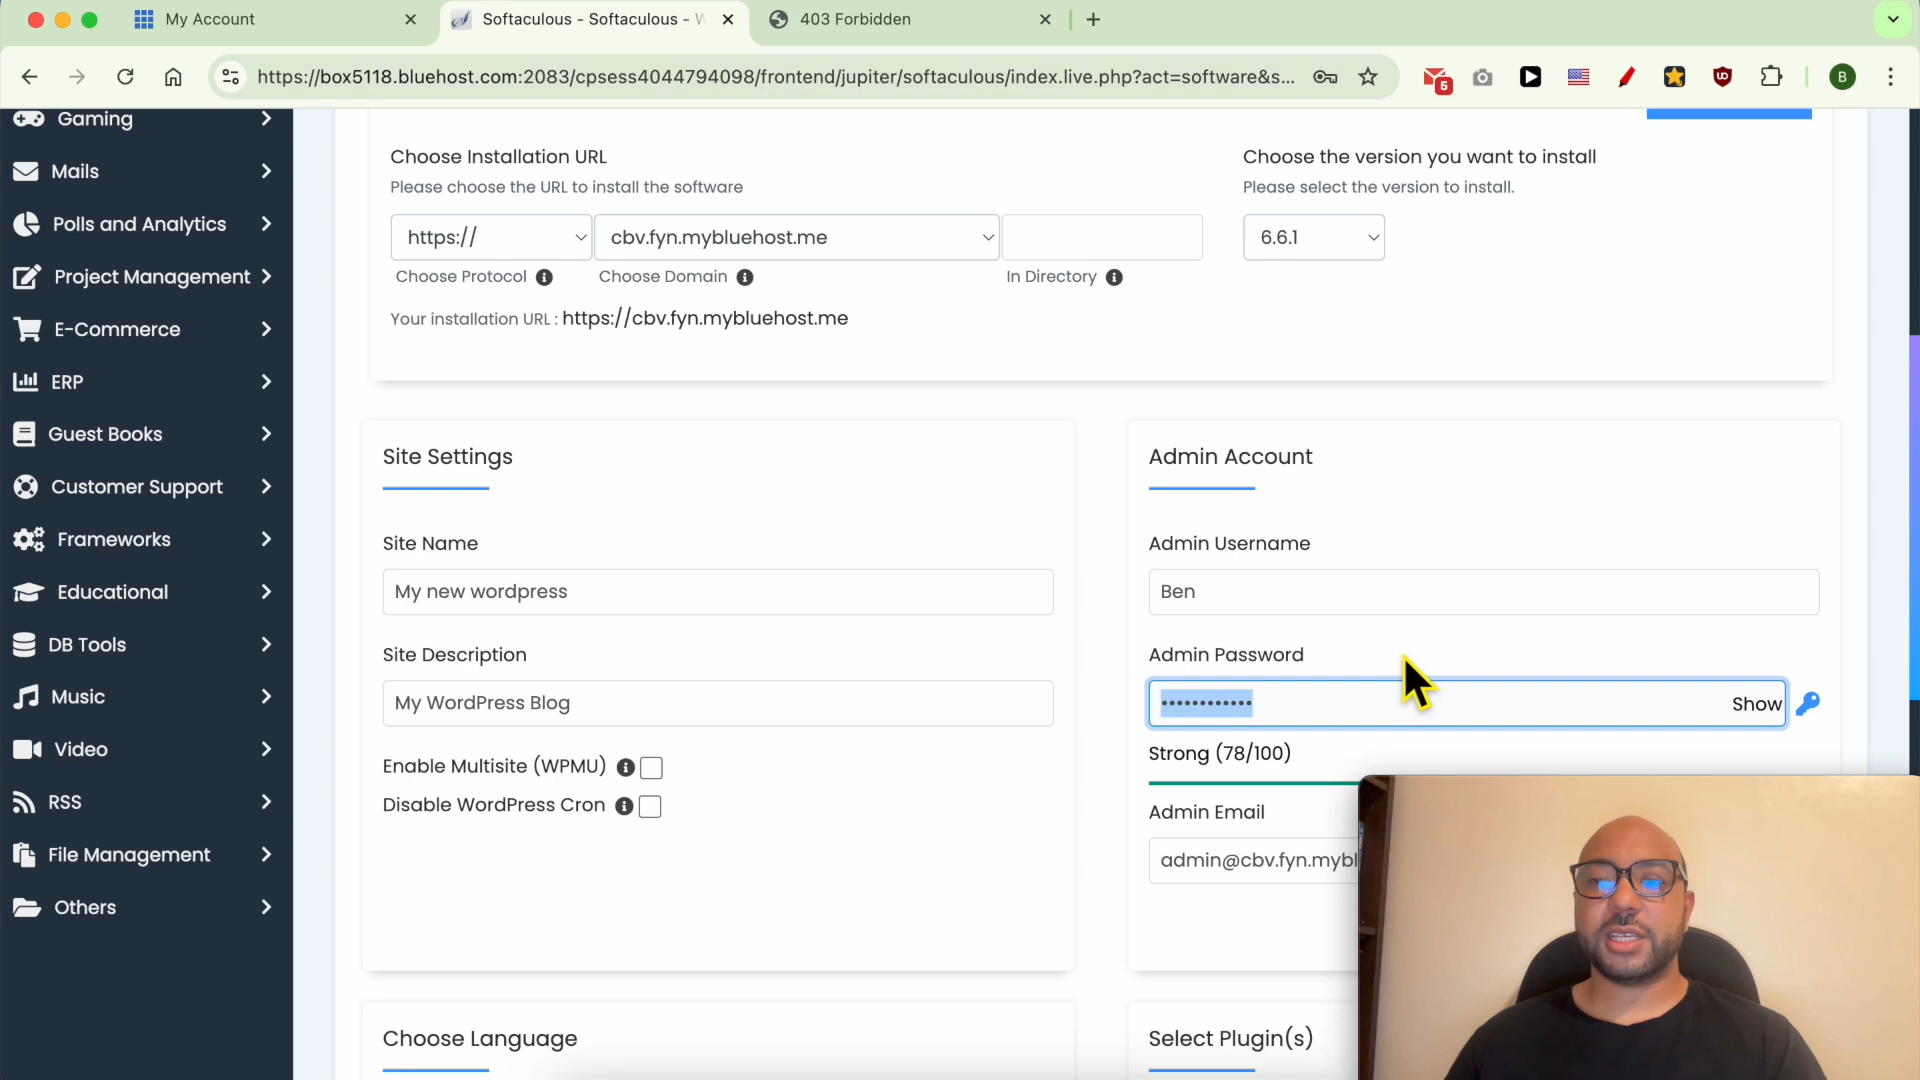 My Account
Softaculous - Softaculous - W
403 Forbidden
https://box5118.bluehost.com:2083/cpsess4044794098/frontend/jupiter/softaculous/index.live.php?act=software&s...
5
B
Gaming
Mails
Polls and Analytics
Project Management
E-Commerce
ERP
Guest Books
Customer Support
Frameworks
Educational
DB Tools
Music
Video
RSS
File Management
Others
Choose Installation URL
Please choose the URL to install the software
https://
cbv.fyn.mybluehost.me
Choose Protocol
Choose Domain
In Directory
Your installation URL : https://cbv.fyn.mybluehost.me
Choose the version you want to install
Please select the version to install.
6.6.1
Site Settings
Site Name
My new wordpress
Site Description
My WordPress Blog
Enable Multisite (WPMU)
Disable WordPress Cron
Admin Account
Admin Username
Ben
Admin Password
••••••••••••
Show
Strong (78/100)
Admin Email
admin@cbv.fyn.mybl
Choose Language
Select Plugin(s)